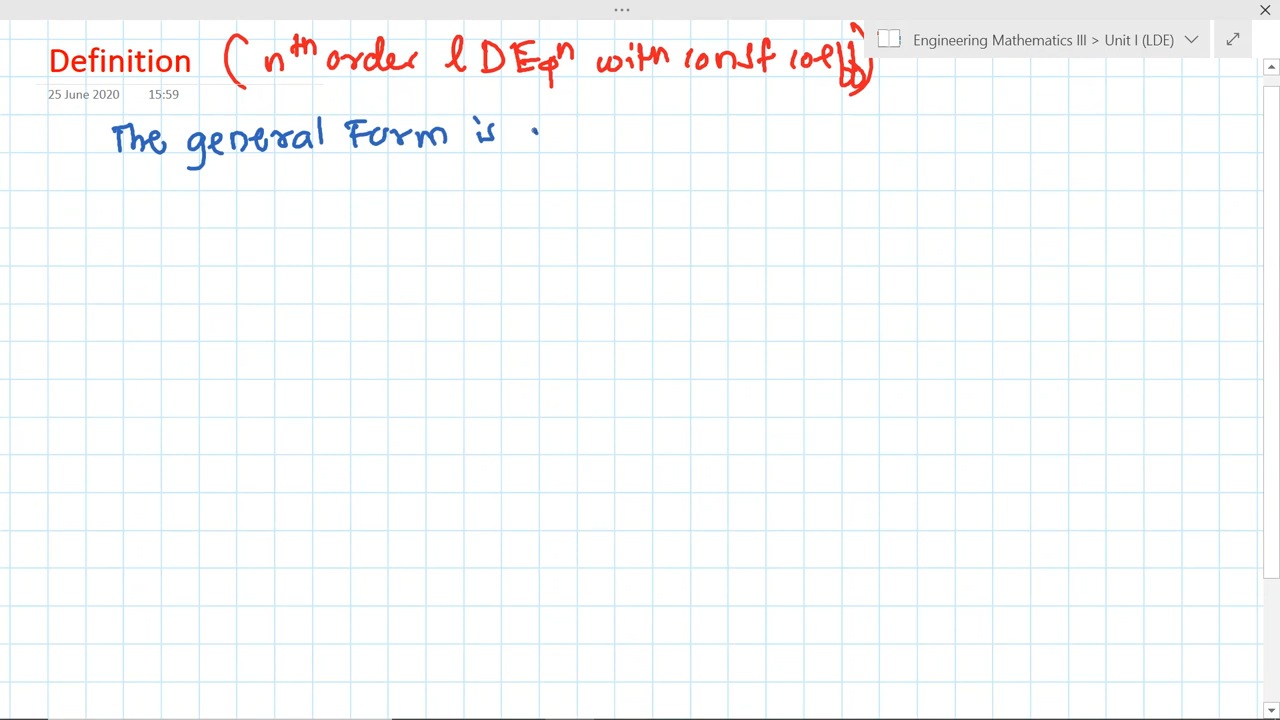 Definition ( nth order l DEqn with const coeff)
Engineering Mathematics III > Unit I (LDE)
25 June 2020 15:59
The general Form is